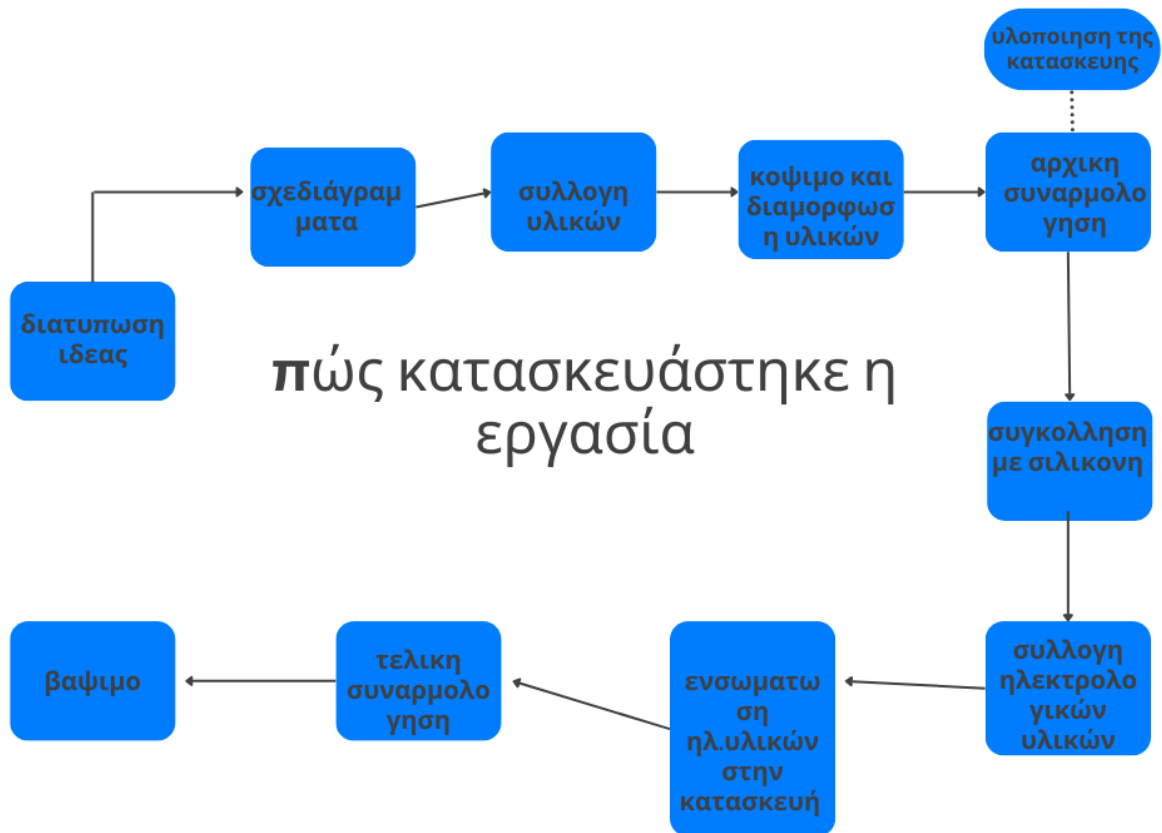 υλοποιηση της
κατασκευης
σχεδιάγραμ
ματα
συλλογη
υλικών
κοψιμο και
διαμορφωσ
η υλικών
αρχικη
συναρμολο
γηση
διατυπωση
ιδεας
πώς κατασκευάστηκε η
εργασία
συγκολληση
με σιλικονη
συλλογη
ηλεκτρολο
γικών
υλικών
ενσωματω
ση
ηλ.υλικών
στην
κατασκευή
τελικη
συναρμολο
γηση
βαψιμο